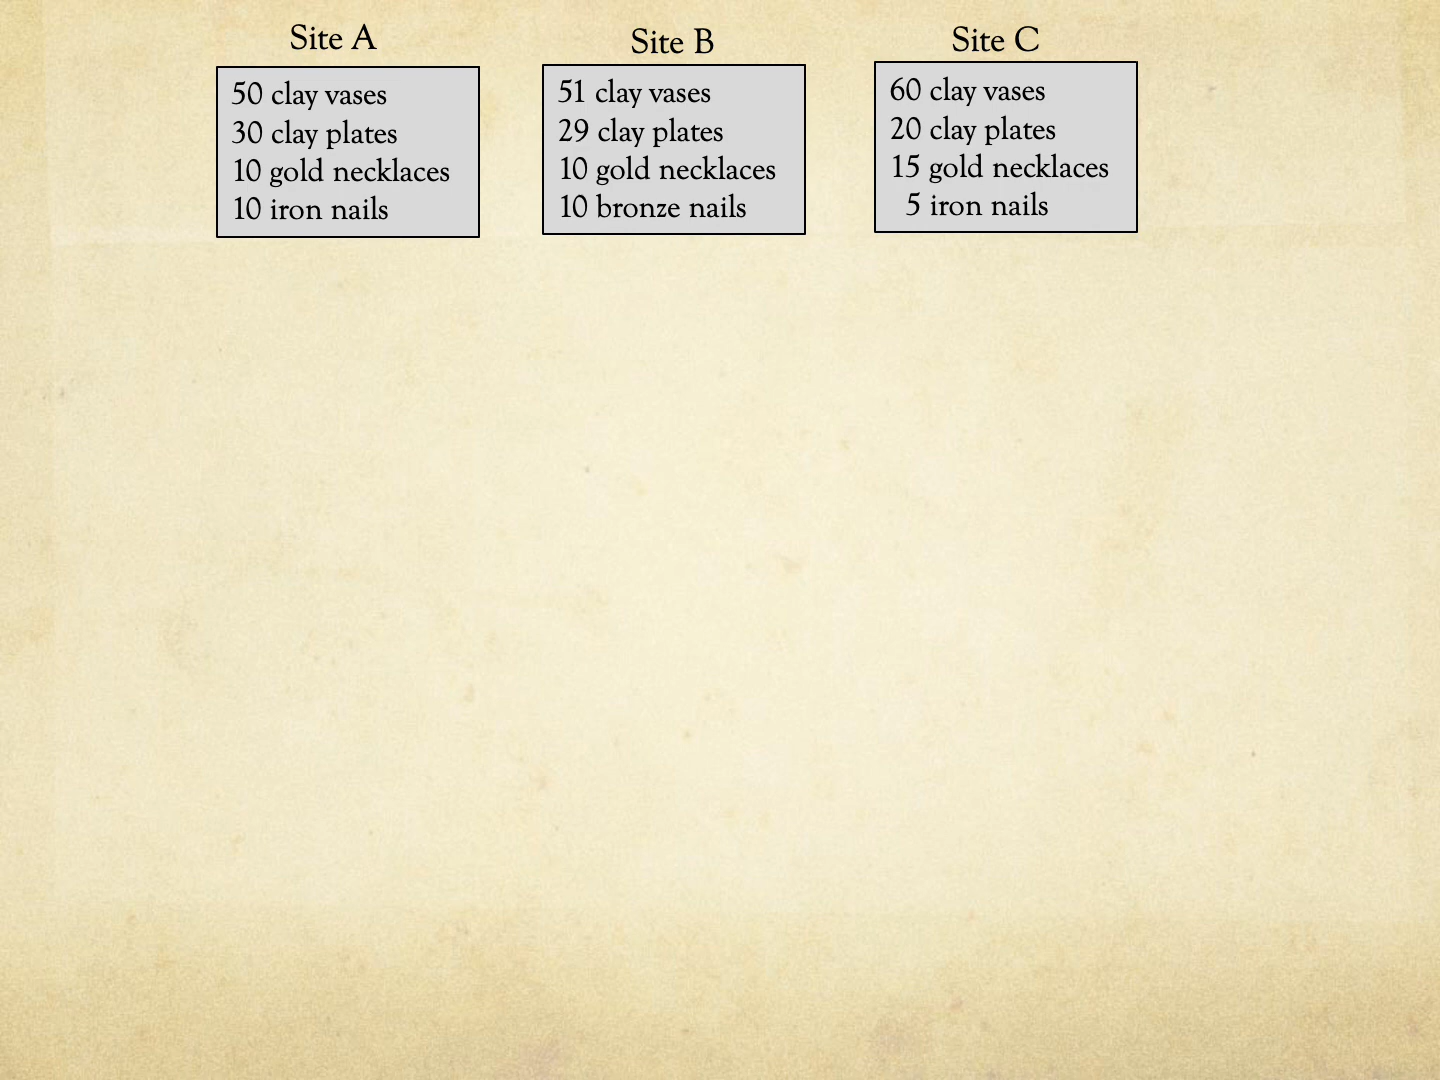 Site A
50 clay vases
30 clay plates
10 gold necklaces
10 iron nails
Site B
51 clay vases
29 clay plates
10 gold necklaces
10 bronze nails
Site C
60 clay vases
20 clay plates
15 gold necklaces
5 iron nails